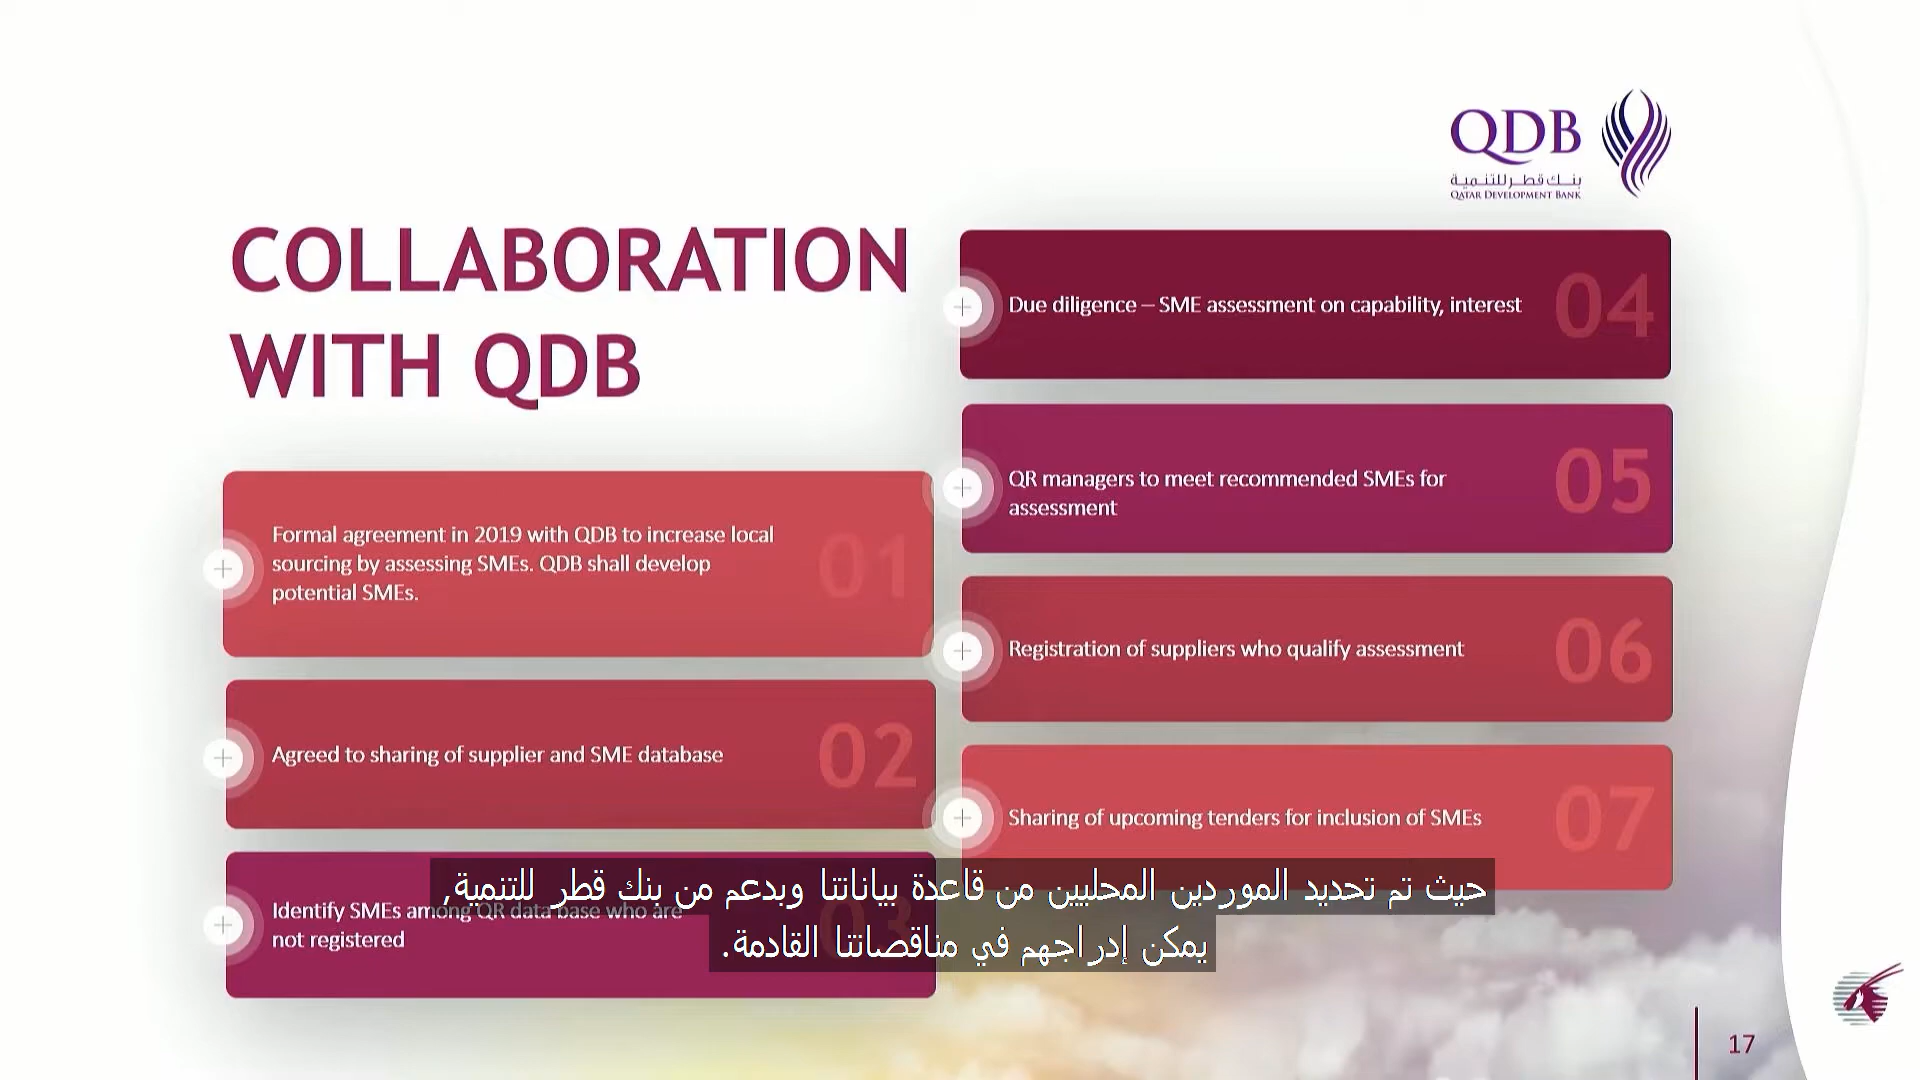 QDB
بنك قطر للتنمية
QATAR DEVELOPMENT BANK
COLLABORATION
WITH QDB
Formal agreement in 2019 with QDB to increase local
sourcing by assessing SMEs. QDB shall develop
potential SMEs.
01
Agreed to sharing of supplier and SME database
02
Identify SMEs among QR data base who are
not registered
03
Due diligence – SME assessment on capability, interest
04
QR managers to meet recommended SMEs for
assessment
05
Registration of suppliers who qualify assessment
06
Sharing of upcoming tenders for inclusion of SMEs
07
حيث تم تحديد الموردين المحليين من قاعدة بياناتنا وبدعم من بنك قطر للتنمية,
يمكن إدراجهم في مناقصاتنا القادمة.
17